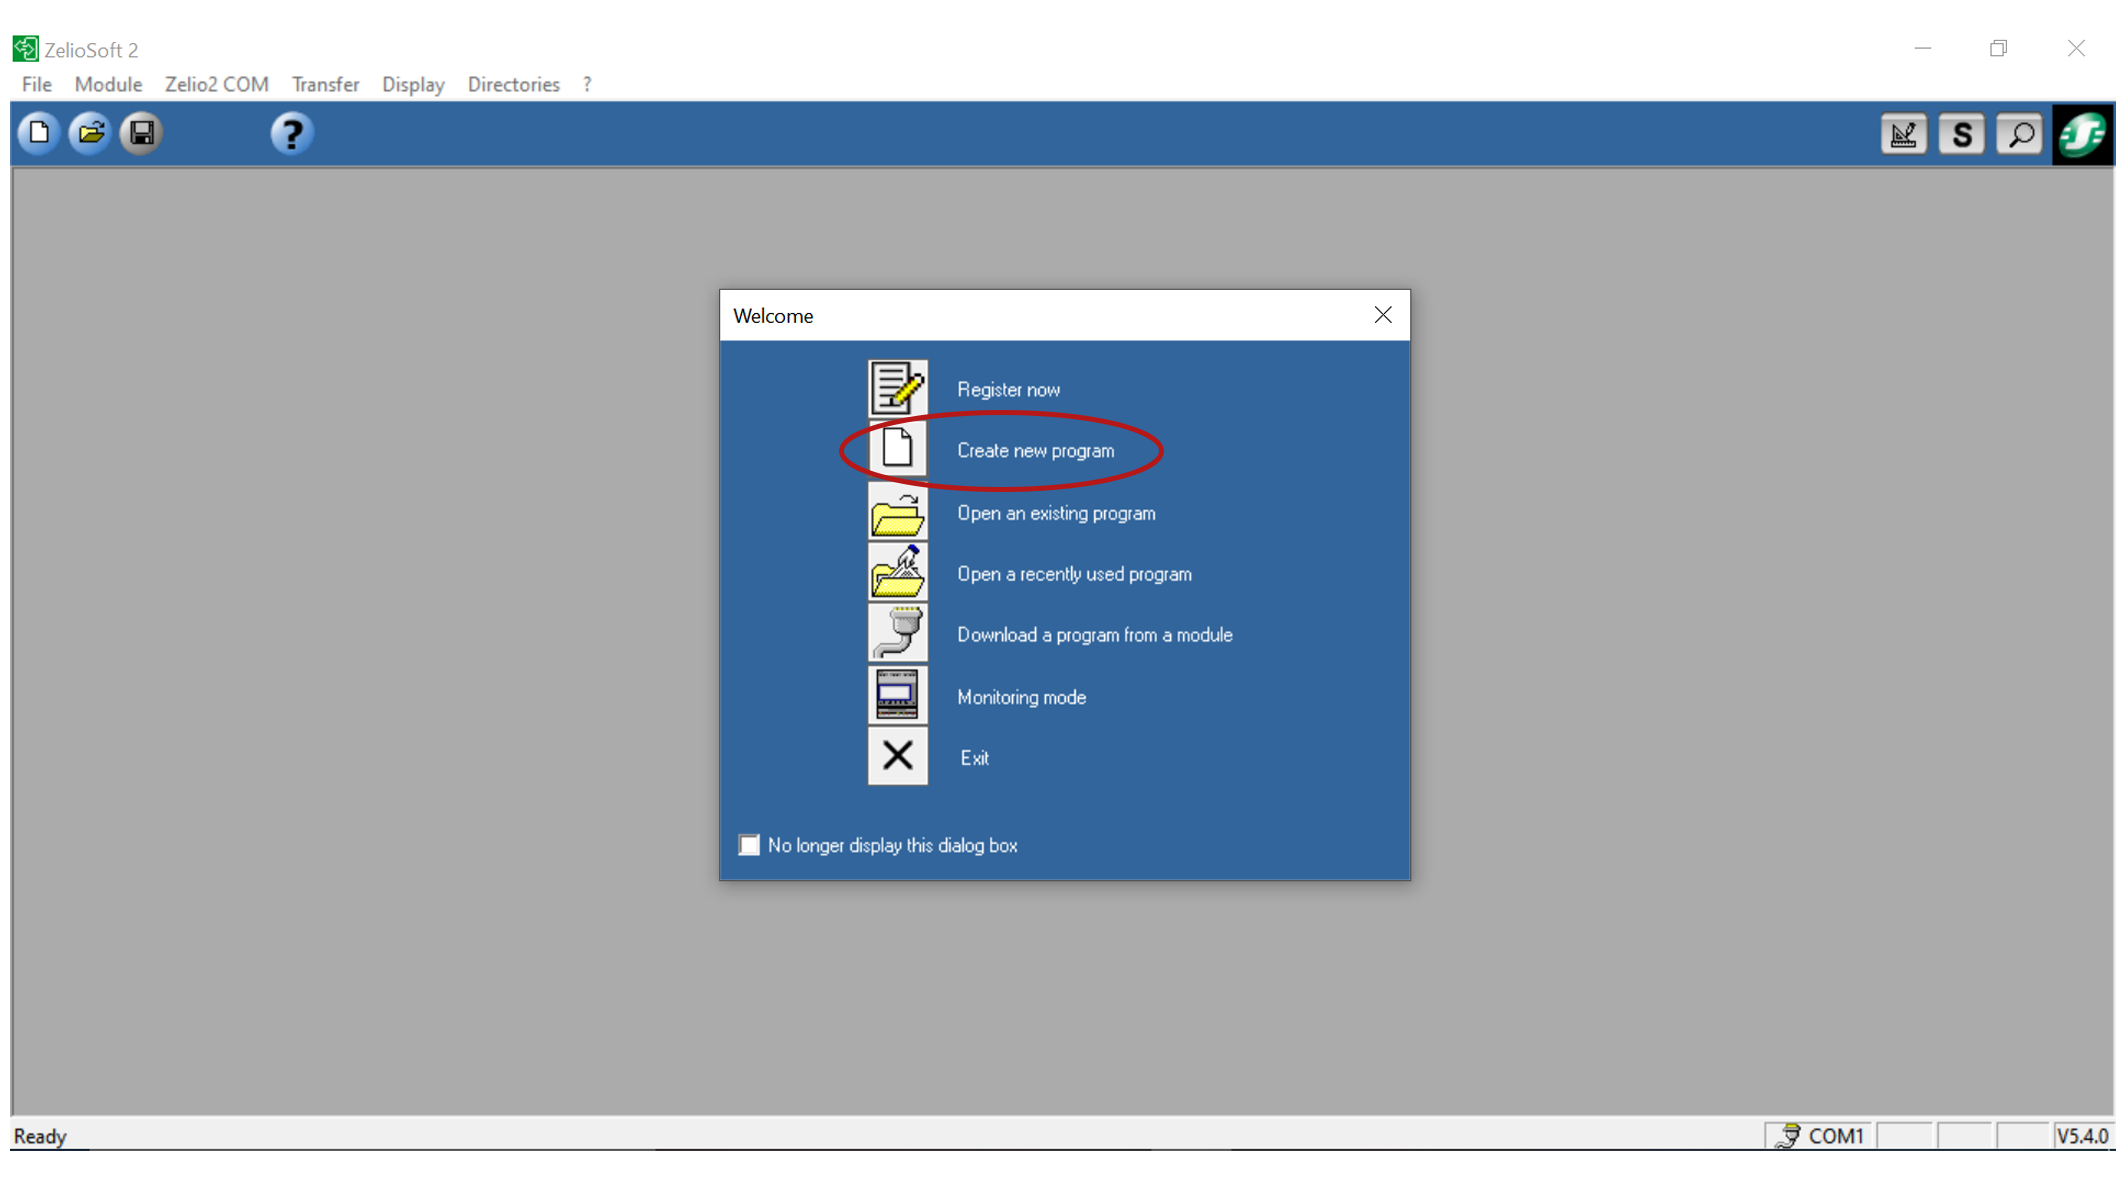 ZelioSoft 2
File Module Zelio2 COM Transfer Display Directories ?
S
Welcome
Register now
Create new program
Open an existing program
Open a recently used program
Download a program from a module
Monitoring mode
Exit
No longer display this dialog box
Ready COM1 V5.4.0